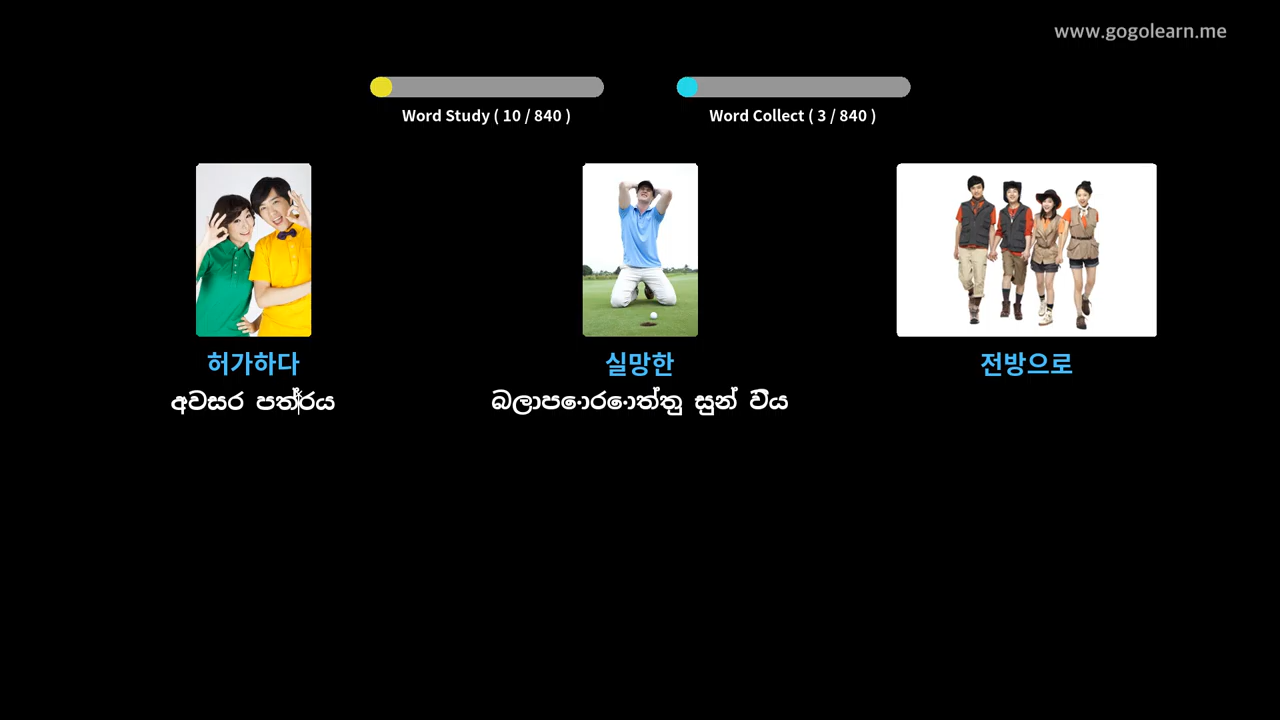 www.gogolearn.me
Word Study ( 10 / 840 )
Word Collect ( 3 / 840 )
허가하다
실망한
전방으로
අවසර පත්‍රය
බලාපොරොත්තු සුන් විය